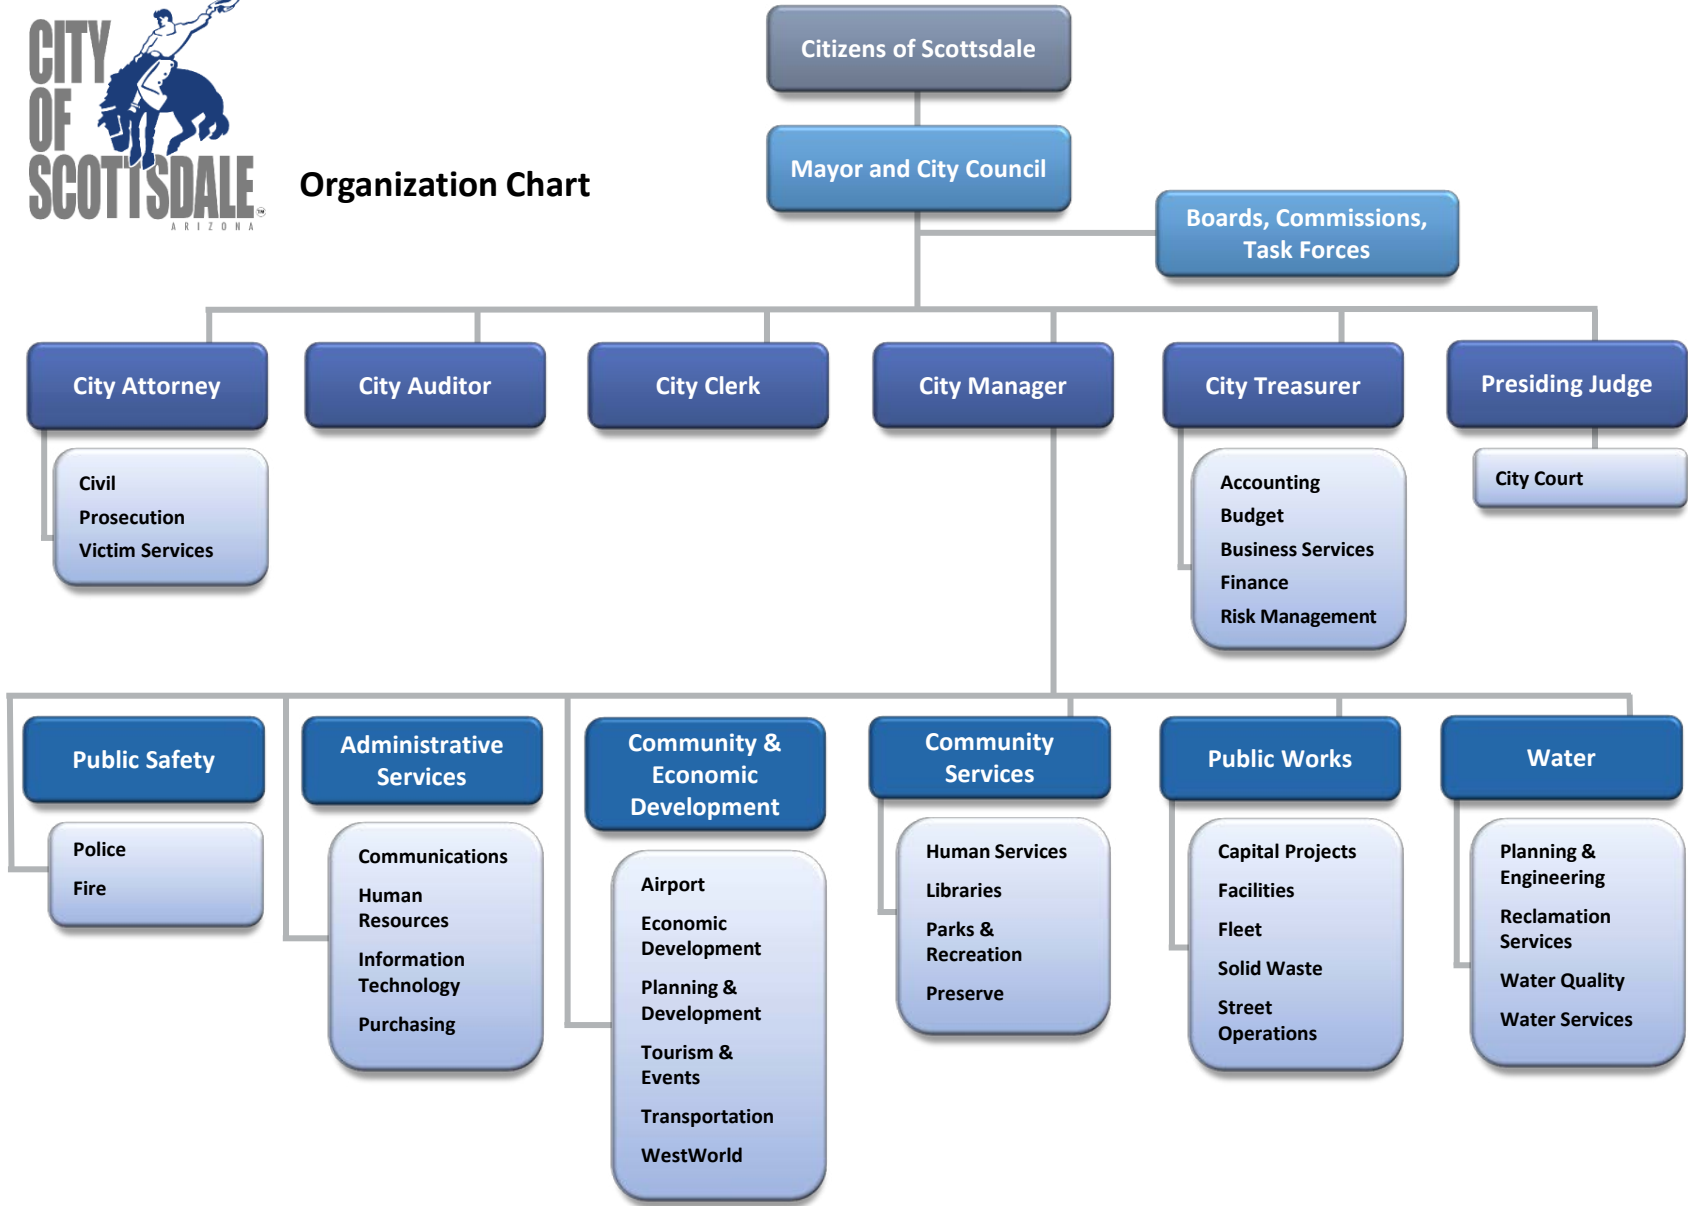 CITY
OF
SCOTTSDALE
TM
ARIZONA
Organization Chart
Citizens of Scottsdale
Mayor and City Council
Boards, Commissions,
Task Forces
City Attorney
City Auditor
City Clerk
City Manager
City Treasurer
Presiding Judge
Civil
Prosecution
Victim Services
Accounting
Budget
Business Services
Finance
Risk Management
City Court
Public Safety
Administrative
Services
Community &
Economic
Development
Community
Services
Public Works
Water
Police
Fire
Communications
Human
Resources
Information
Technology
Purchasing
Airport
Economic
Development
Planning &
Development
Tourism &
Events
Transportation
WestWorld
Human Services
Libraries
Parks &
Recreation
Preserve
Capital Projects
Facilities
Fleet
Solid Waste
Street
Operations
Planning &
Engineering
Reclamation
Services
Water Quality
Water Services